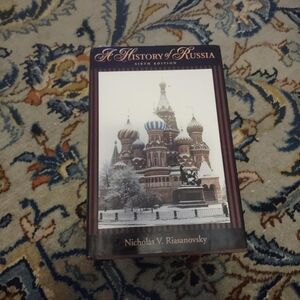 A HISTORY of RUSSIA
SIXTH EDITION
Nicholas V. Riasanovsky